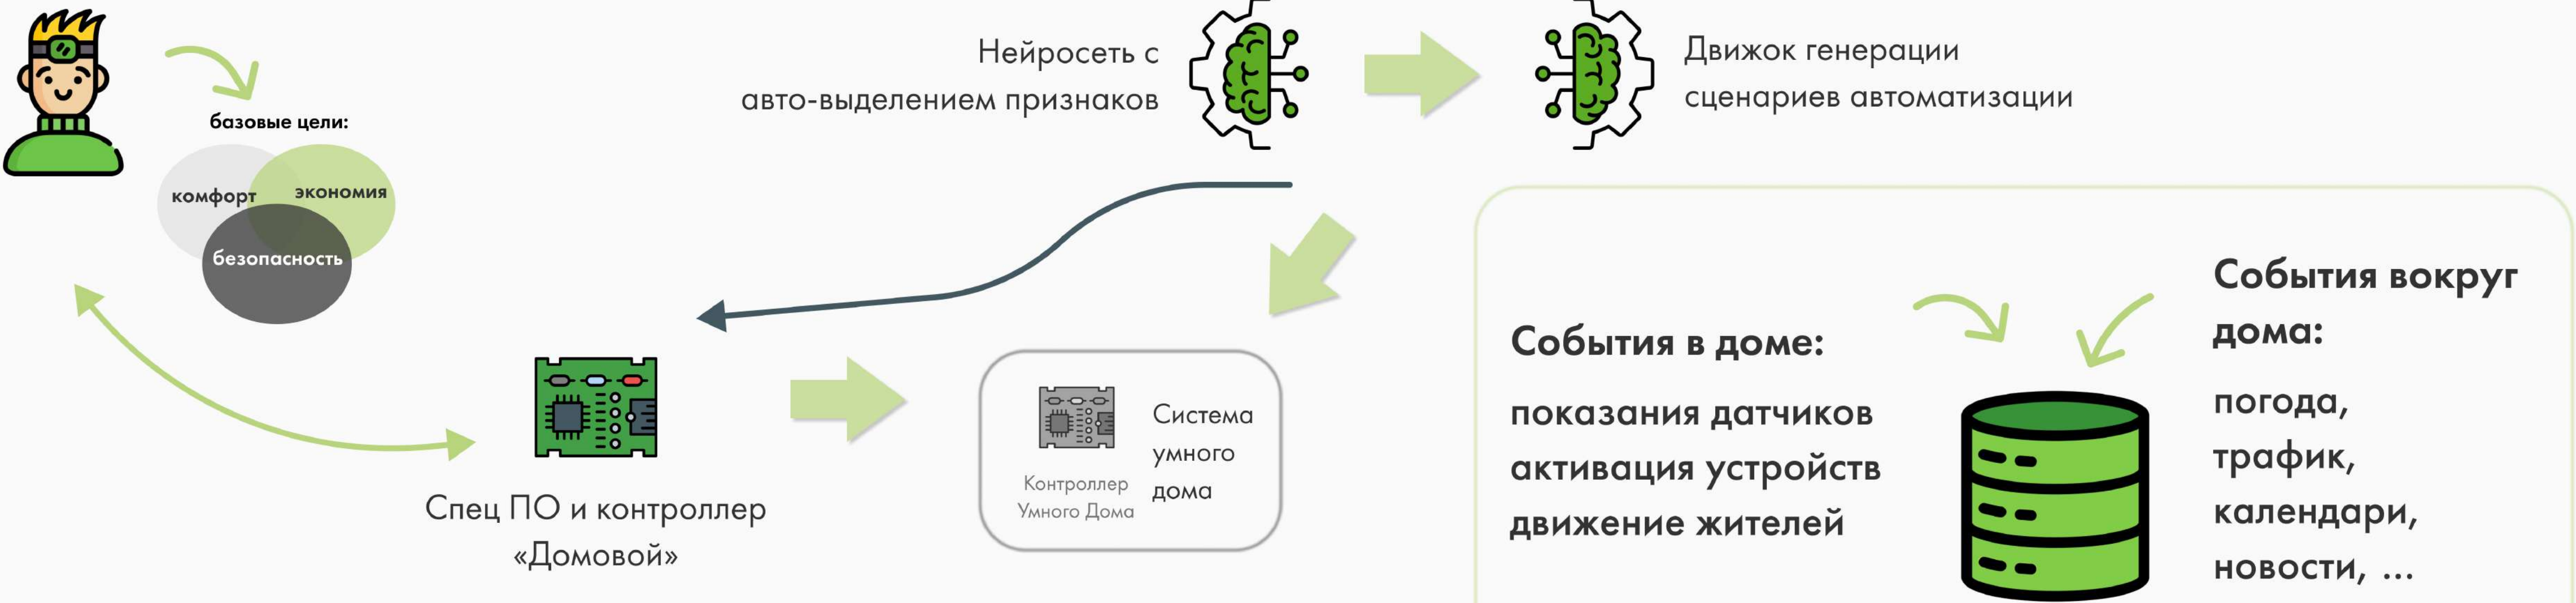 Нейросеть с
авто-выделением признаков
Движок генерации
сценариев автоматизации
базовые цели:
комфорт
экономия
безопасность
Спец ПО и контроллер
«Домовой»
Контроллер
Умного Дома
Система
умного
дома
События в доме:
показания датчиков
активация устройств
движение жителей
События вокруг
дома:
погода,
трафик,
календари,
новости, ...